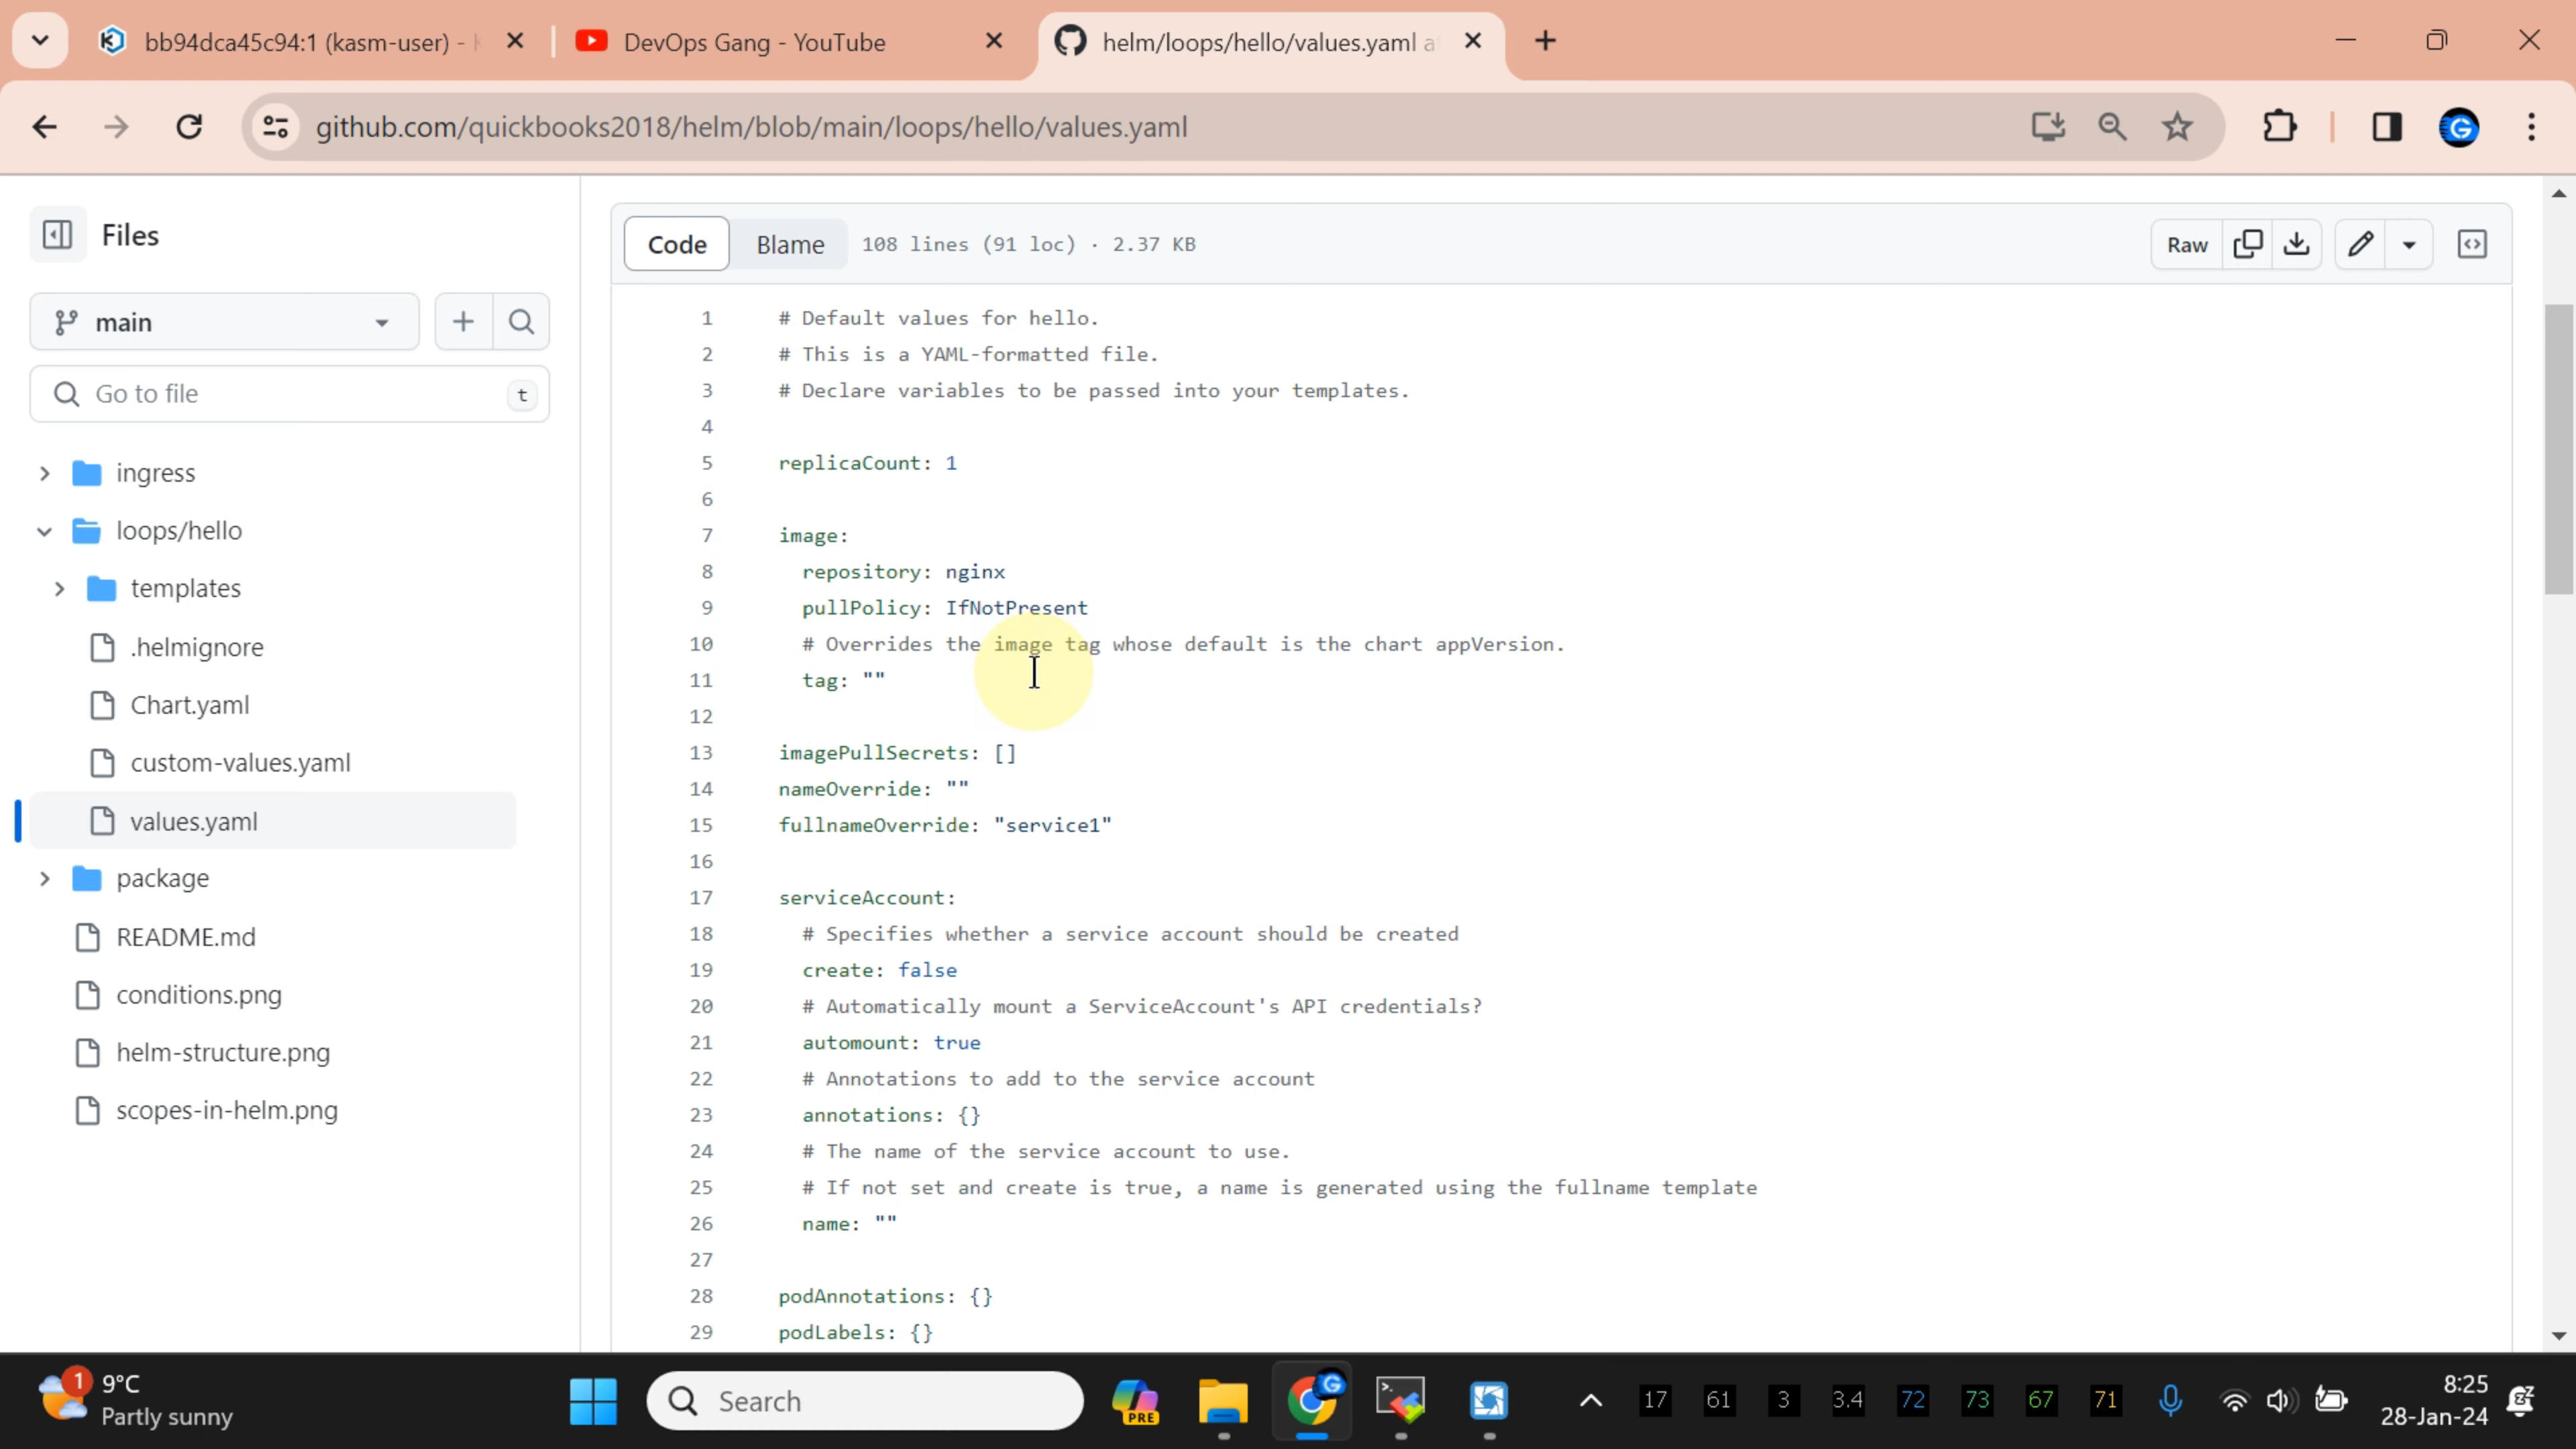 bb94dca45c94:1 (kasm-user) -
DevOps Gang - YouTube
helm/loops/hello/values.yaml a
github.com/quickbooks2018/helm/blob/main/loops/hello/values.yaml
Files
main
Go to file
t
ingress
loops/hello
templates
.helmignore
Chart.yaml
custom-values.yaml
values.yaml
package
README.md
conditions.png
helm-structure.png
scopes-in-helm.png
Code
Blame
108 lines (91 loc) · 2.37 KB
Raw
1 # Default values for hello.
2 # This is a YAML-formatted file.
3 # Declare variables to be passed into your templates.
4
5 replicaCount: 1
6
7 image:
8 repository: nginx
9 pullPolicy: IfNotPresent
10 # Overrides the image tag whose default is the chart appVersion.
11 tag: ""
12
13 imagePullSecrets: []
14 nameOverride: ""
15 fullnameOverride: "service1"
16
17 serviceAccount:
18 # Specifies whether a service account should be created
19 create: false
20 # Automatically mount a ServiceAccount's API credentials?
21 automount: true
22 # Annotations to add to the service account
23 annotations: {}
24 # The name of the service account to use.
25 # If not set and create is true, a name is generated using the fullname template
26 name: ""
27
28 podAnnotations: {}
29 podLabels: {}
1
9°C
Partly sunny
Search
PRE
G
17 61 3 3.4 72 73 67 71
8:25
28-Jan-24